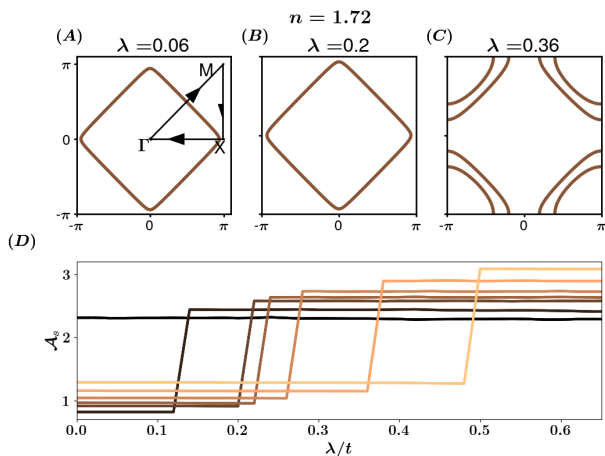 n = 1.72
(A) λ =0.06
(B) λ =0.2
(C) λ =0.36
π
0
-π
M
Γ
X
-π 0 π
-π 0 π
-π 0 π
(D)
3
2
1
𝒜s
0.0 0.1 0.2 0.3 0.4 0.5 0.6
λ/t